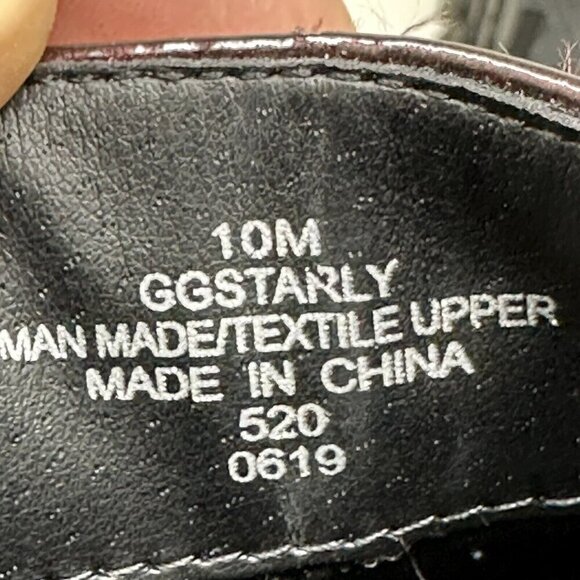 10M
GGSTARLY
MAN MADE/TEXTILE UPPER
MADE IN CHINA
520
0619